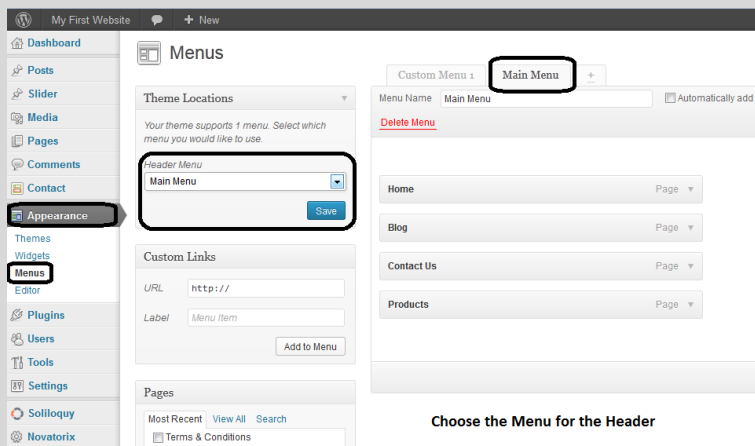 My First Website + New
Dashboard
Posts
Slider
Media
Pages
Comments
Contact
Appearance
Themes
Widgets
Menus
Editor
Plugins
Users
Tools
Settings
Soliloquy
Novatorix
Menus
Theme Locations
Your theme supports 1 menu. Select which
menu you would like to use.
Header Menu
Main Menu
Save
Custom Links
URL http://
Label Menu Item
Add to Menu
Pages
Most Recent View All Search
Terms & Conditions
Custom Menu 1 Main Menu +
Menu Name Main Menu Automatically add
Delete Menu
Home Page
Blog Page
Contact Us Page
Products Page
Choose the Menu for the Header